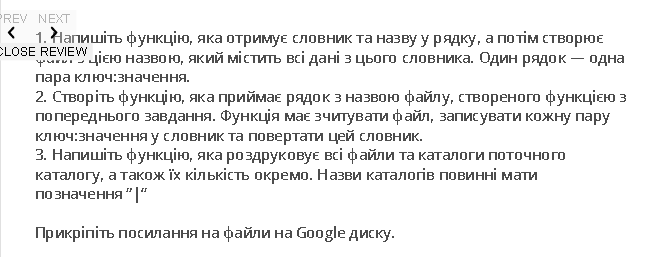 PREV NEXT
1. Напишіть функцію, яка отримує словник та назву у рядку, а потім створює
CLOSE REVIEW
файл з цією назвою, який містить всі дані з цього словника. Один рядок — одна
пара ключ:значення.
2. Створіть функцію, яка приймає рядок з назвою файлу, створеного функцією з
попереднього завдання. Функція має зчитувати файл, записувати кожну пару
ключ:значення у словник та повертати цей словник.
3. Напишіть функцію, яка роздруковує всі файли та каталоги поточного
каталогу, а також їх кількість окремо. Назви каталогів повинні мати
позначення ”|”
Прикріпіть посилання на файли на Google диску.